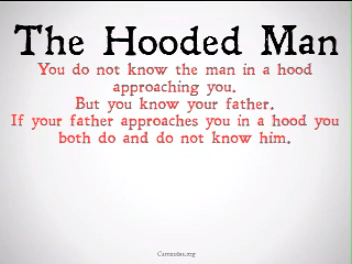 The Hooded Man
You do not know the man in a hood
approaching you.
But you know your father.
If your father approaches you in a hood you
both do and do not know him.
Carneades.org